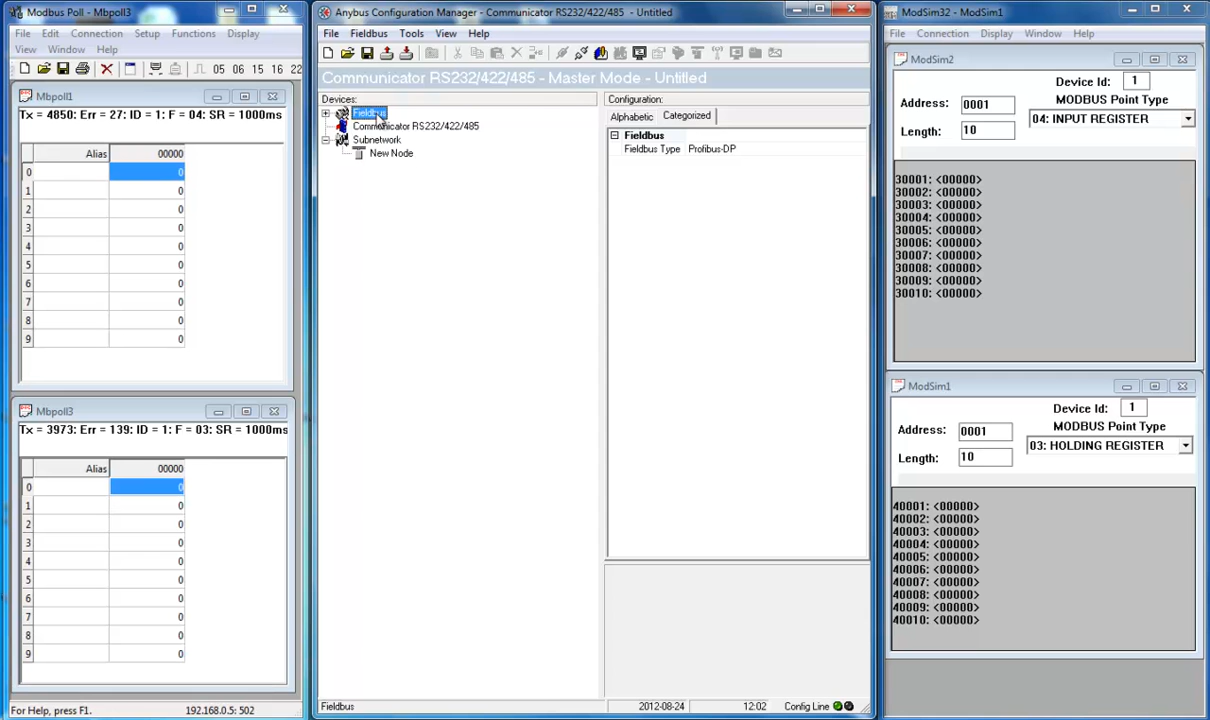 Modbus Poll - Mbpoll3
File Edit Connection Setup Functions Display
View Window Help
05 06 15 16 22
Mbpoll1
Tx = 4850: Err = 27: ID = 1: F = 04: SR = 1000ms
Alias 00000
0 0
1 0
2 0
3 0
4 0
5 0
6 0
7 0
8 0
9 0
Mbpoll3
Tx = 3973: Err = 139: ID = 1: F = 03: SR = 1000ms
Alias 00000
0 0
1 0
2 0
3 0
4 0
5 0
6 0
7 0
8 0
9 0
For Help, press F1. 192.168.0.5: 502
Anybus Configuration Manager - Communicator RS232/422/485 - Untitled
File Fieldbus Tools View Help
Communicator RS232/422/485 - Master Mode - Untitled
Devices:
Fieldbus
Communicator RS232/422/485
Subnetwork
New Node
Configuration:
Alphabetic Categorized
Fieldbus
Fieldbus Type Profibus-DP
Fieldbus 2012-08-24 12:02 Config Line
ModSim32 - ModSim1
File Connection Display Window Help
ModSim2
Device Id: 1
Address: 0001 MODBUS Point Type
Length: 10 04: INPUT REGISTER
30001: <00000>
30002: <00000>
30003: <00000>
30004: <00000>
30005: <00000>
30006: <00000>
30007: <00000>
30008: <00000>
30009: <00000>
30010: <00000>
ModSim1
Device Id: 1
Address: 0001 MODBUS Point Type
Length: 10 03: HOLDING REGISTER
40001: <00000>
40002: <00000>
40003: <00000>
40004: <00000>
40005: <00000>
40006: <00000>
40007: <00000>
40008: <00000>
40009: <00000>
40010: <00000>